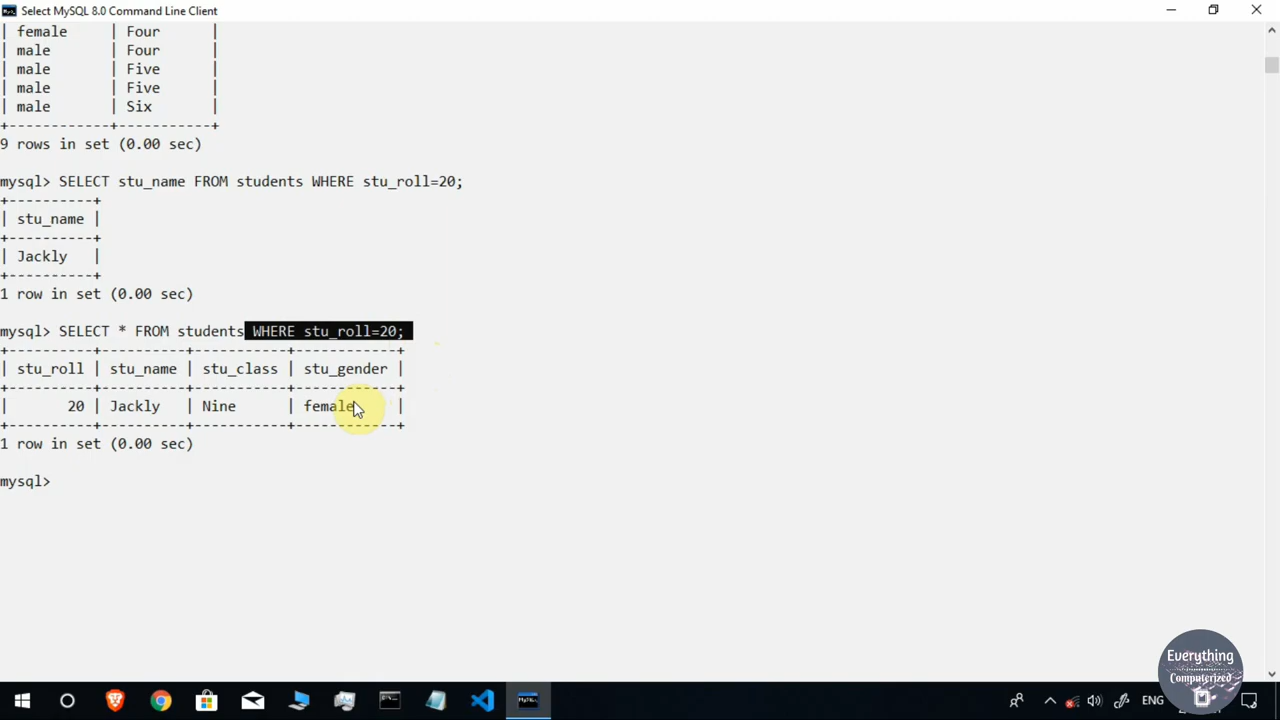 Select MySQL 8.0 Command Line Client
| female     | Four      |
| male       | Four      |
| male       | Five      |
| male       | Five      |
| male       | Six       |
+------------+-----------+
9 rows in set (0.00 sec)
mysql> SELECT stu_name FROM students WHERE stu_roll=20;
+----------+
| stu_name |
+----------+
| Jackly   |
+----------+
1 row in set (0.00 sec)
mysql> SELECT * FROM students WHERE stu_roll=20;
+----------+----------+-----------+------------+
| stu_roll | stu_name | stu_class | stu_gender |
+----------+----------+-----------+------------+
|       20 | Jackly   | Nine      | female     |
+----------+----------+-----------+------------+
1 row in set (0.00 sec)
mysql>
Everything
Computerized
ENG